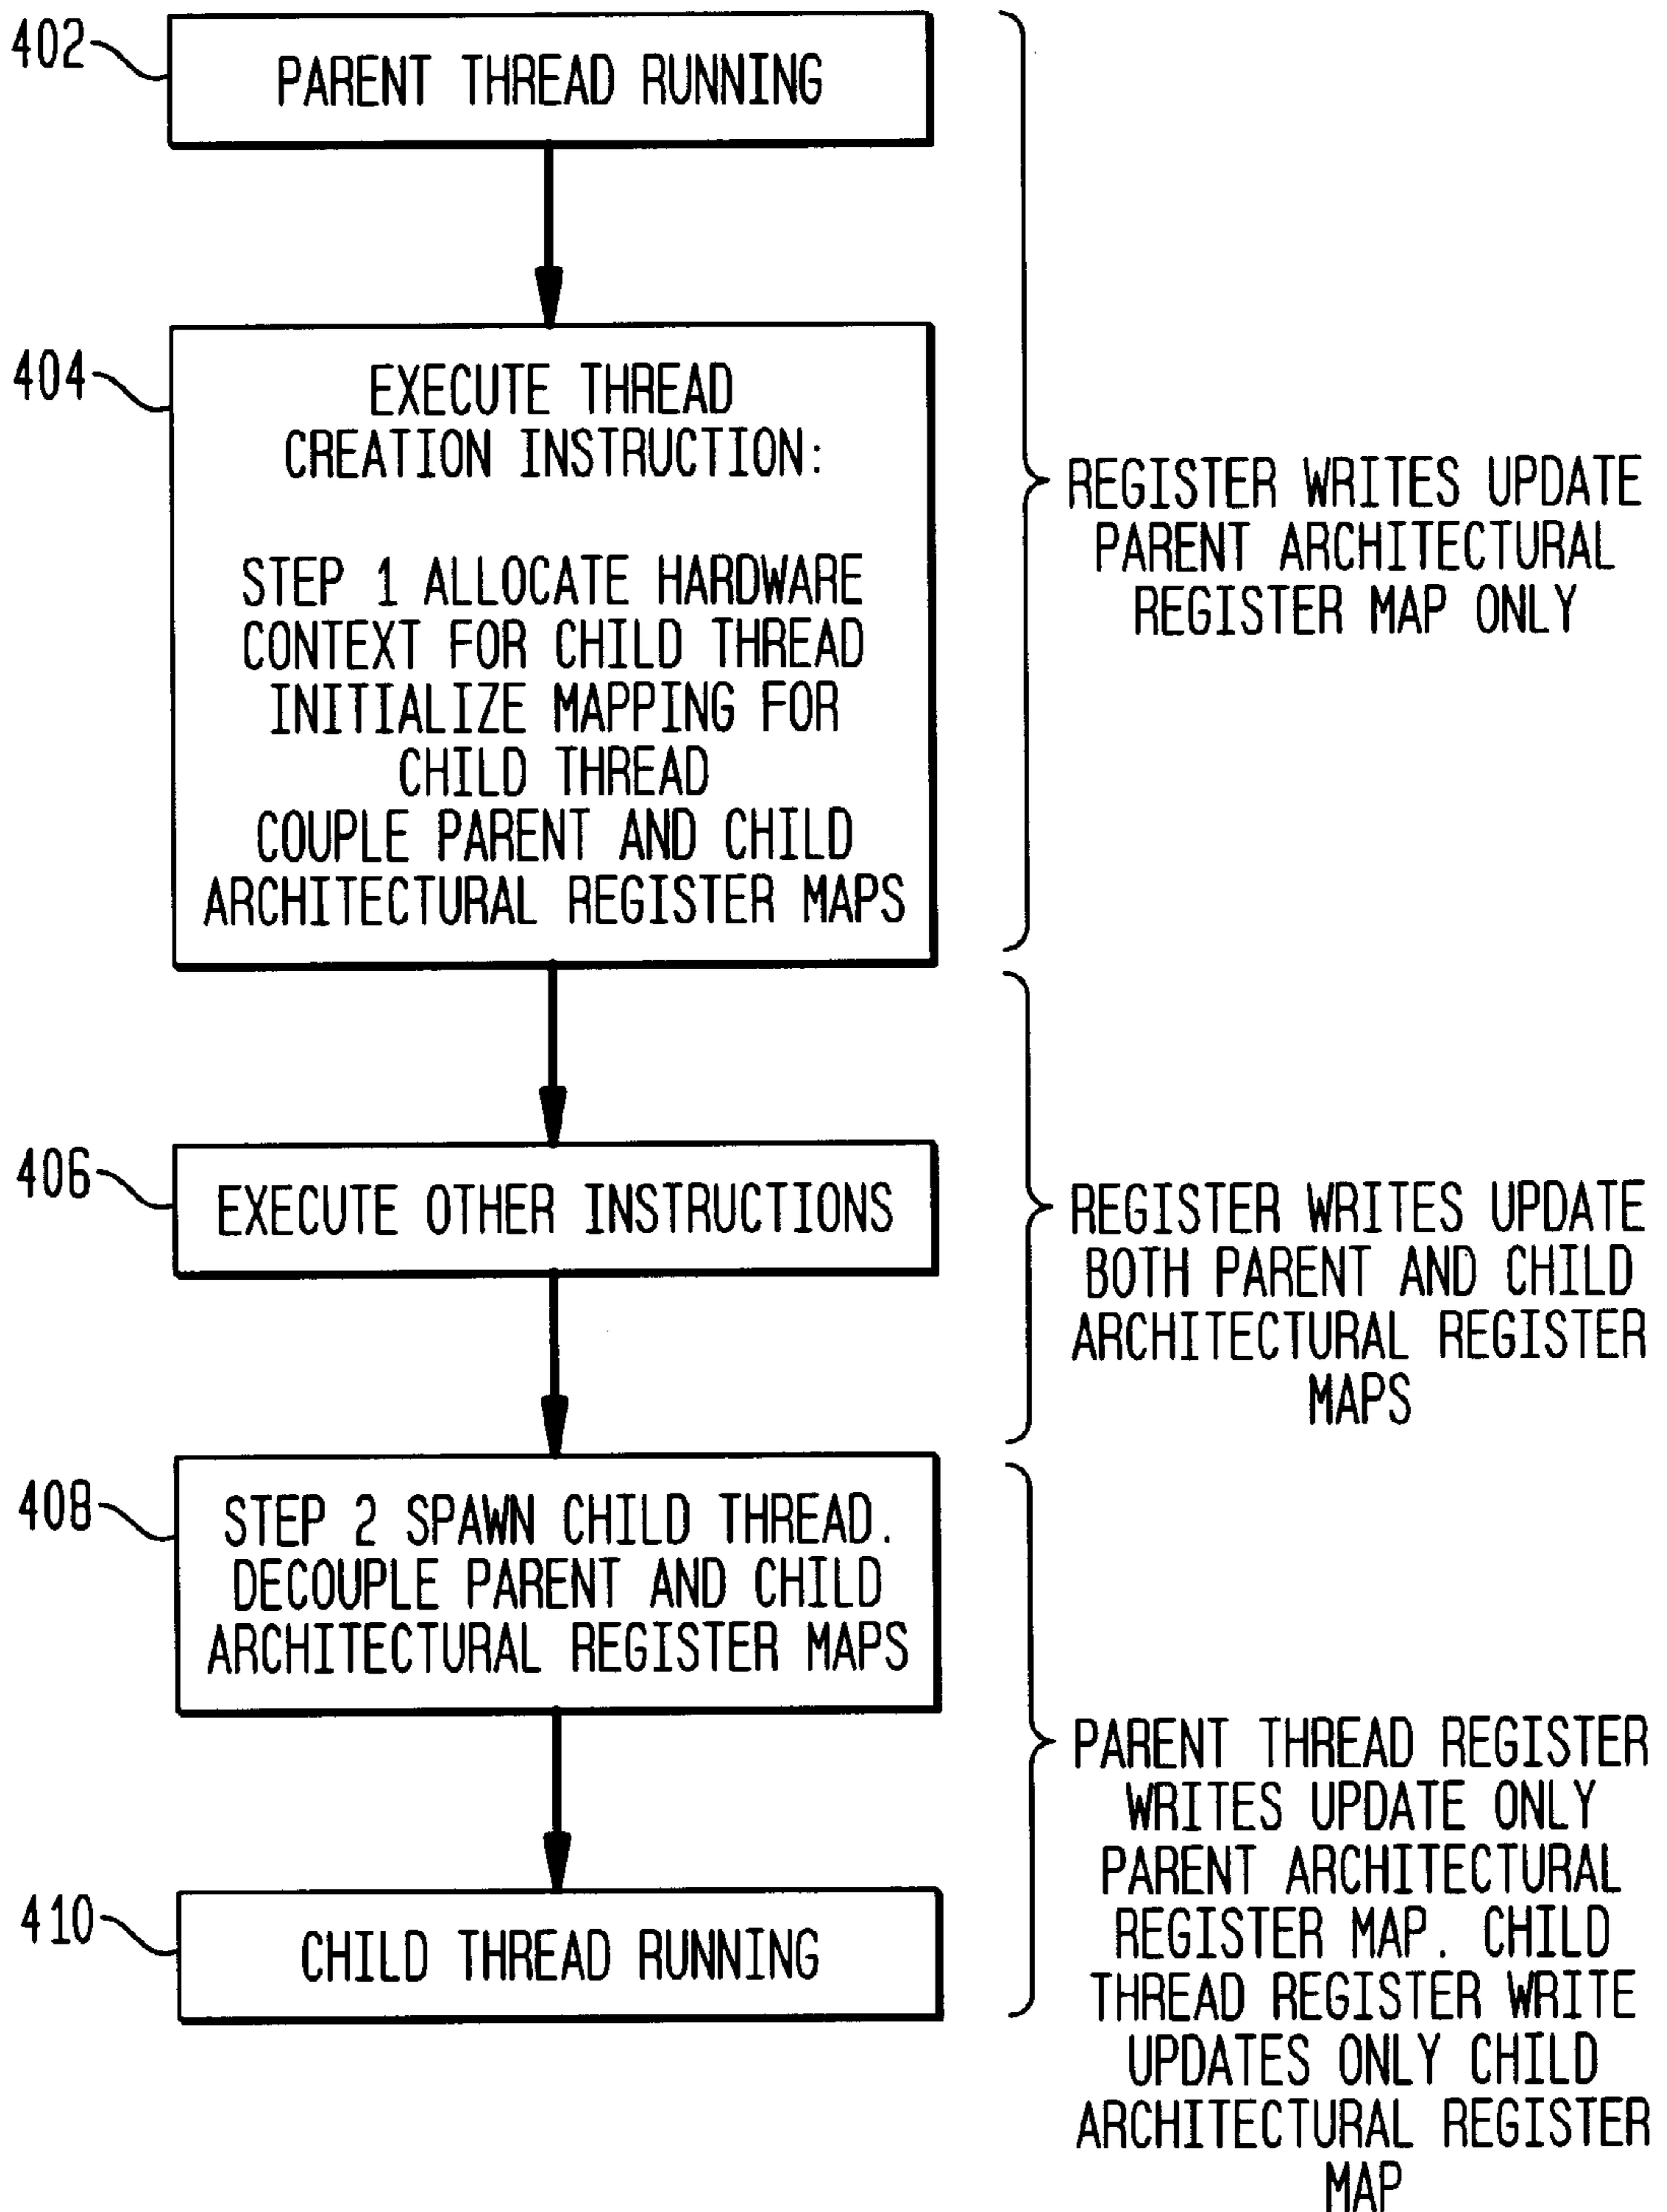 402
PARENT THREAD RUNNING
404
EXECUTE THREAD
CREATION INSTRUCTION:
STEP 1 ALLOCATE HARDWARE
CONTEXT FOR CHILD THREAD
INITIALIZE MAPPING FOR
CHILD THREAD
COUPLE PARENT AND CHILD
ARCHITECTURAL REGISTER MAPS
REGISTER WRITES UPDATE
PARENT ARCHITECTURAL
REGISTER MAP ONLY
406
EXECUTE OTHER INSTRUCTIONS
REGISTER WRITES UPDATE
BOTH PARENT AND CHILD
ARCHITECTURAL REGISTER
MAPS
408
STEP 2 SPAWN CHILD THREAD.
DECOUPLE PARENT AND CHILD
ARCHITECTURAL REGISTER MAPS
410
CHILD THREAD RUNNING
PARENT THREAD REGISTER
WRITES UPDATE ONLY
PARENT ARCHITECTURAL
REGISTER MAP. CHILD
THREAD REGISTER WRITE
UPDATES ONLY CHILD
ARCHITECTURAL REGISTER
MAP